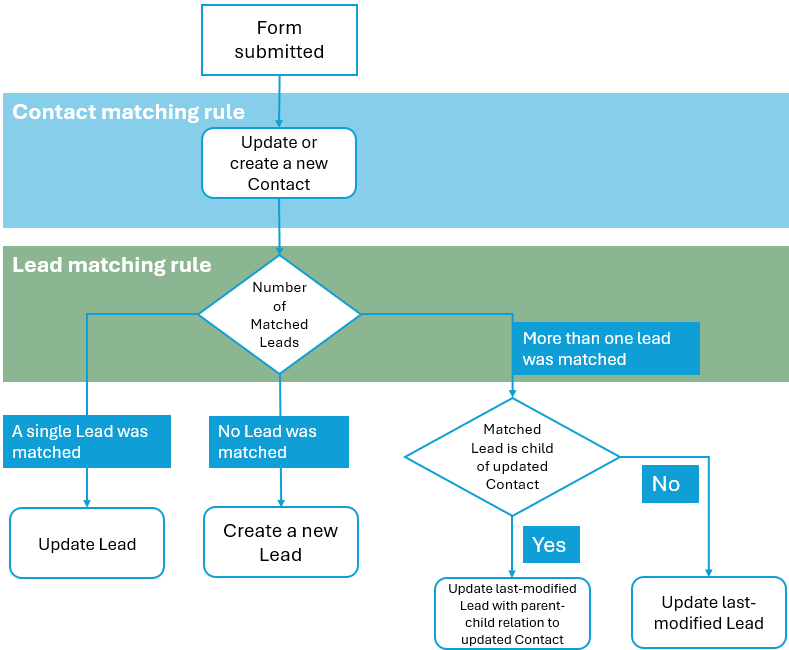 Form
submitted
Contact matching rule
Update or
create a new
Contact
Lead matching rule
Number
of
Matched
Leads
More than one lead
was matched
A single Lead was
matched
No Lead was
matched
Matched
Lead is child
of updated
Contact
No
Yes
Update Lead
Create a new
Lead
Update last-modified
Lead with parent-
child relation to
updated Contact
Update last-
modified Lead